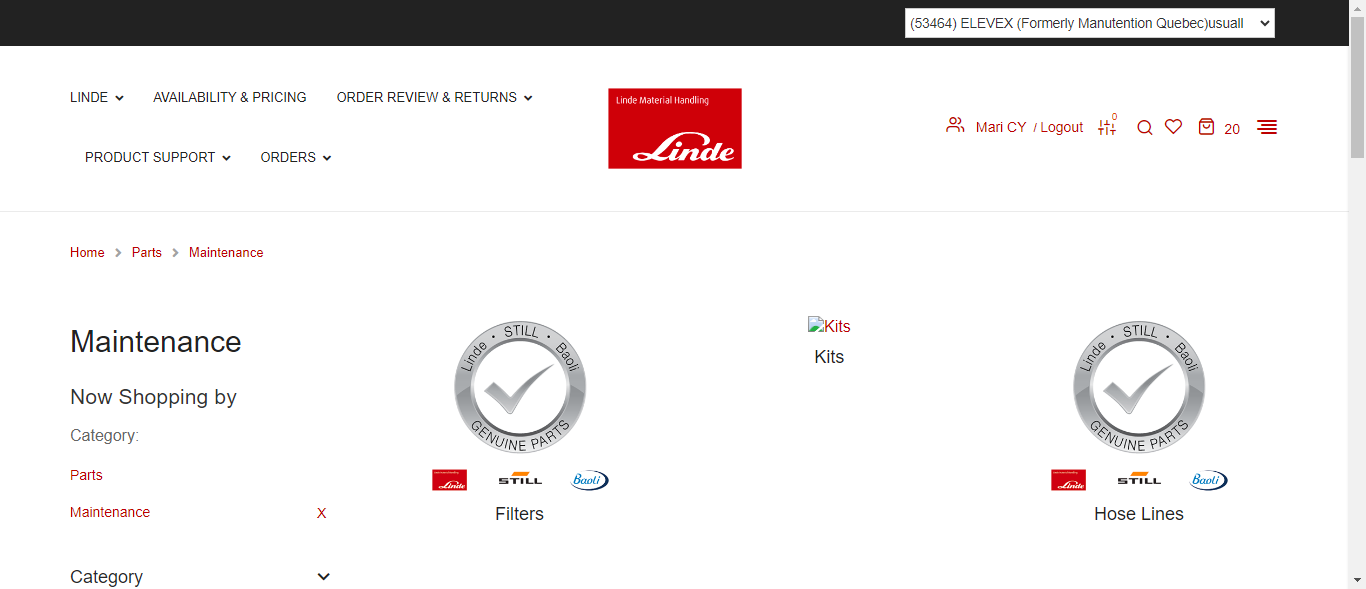 (53464) ELEVEX (Formerly Manutention Quebec)usuall
LINDE
AVAILABILITY & PRICING
ORDER REVIEW & RETURNS
PRODUCT SUPPORT
ORDERS
Linde Material Handling
Linde
Mari CY / Logout
0
20
Home
Parts
Maintenance
Maintenance
Now Shopping by
Category:
Parts
Maintenance
X
Category
Linde • STILL • Baoli
GENUINE PARTS
Linde
STILL
Baoli
Filters
Kits
Kits
Linde • STILL • Baoli
GENUINE PARTS
Linde
STILL
Baoli
Hose Lines